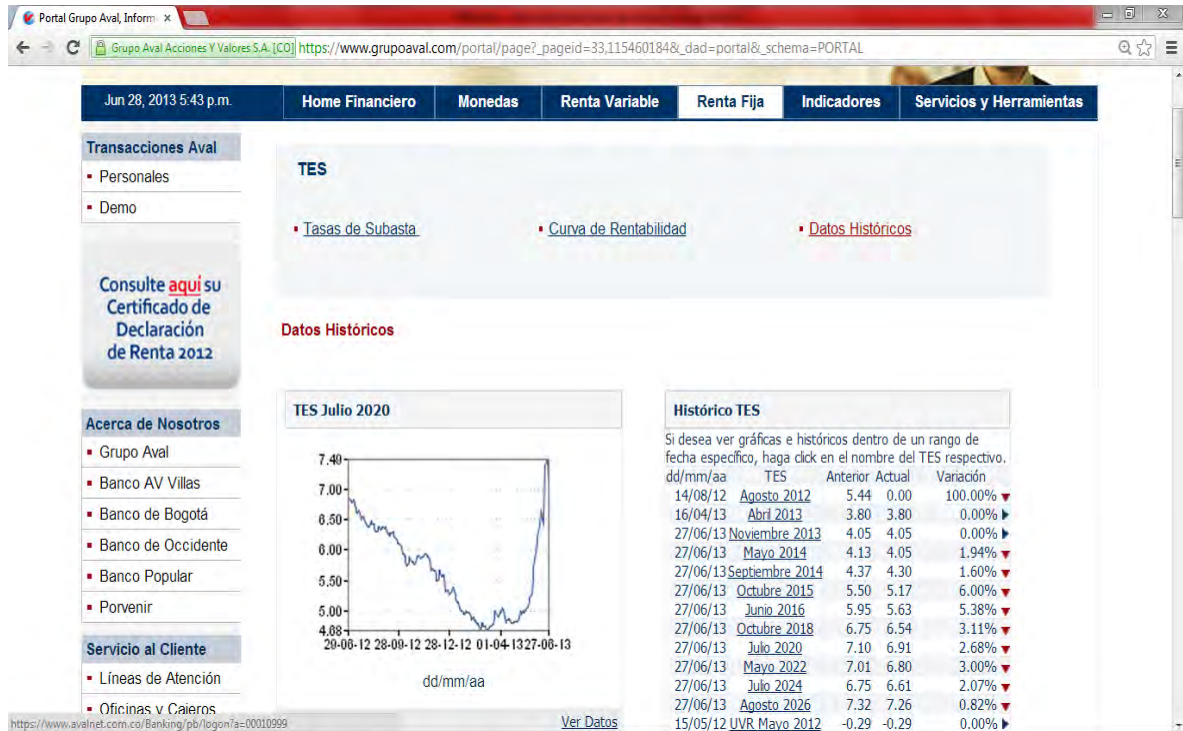 Portal Grupo Aval, Inform
Grupo Aval Acciones Y Valores S.A. [CO] https://www.grupoaval.com/portal/page?_pageid=33,115460184&_dad=portal&_schema=PORTAL
Jun 28, 2013 5:43 p.m. Home Financiero Monedas Renta Variable Renta Fija Indicadores Servicios y Herramientas
Transacciones Aval
Personales
Demo
Consulte aquí su
Certificado de
Declaración
de Renta 2012
Acerca de Nosotros
Grupo Aval
Banco AV Villas
Banco de Bogotá
Banco de Occidente
Banco Popular
Porvenir
Servicio al Cliente
Líneas de Atención
Oficinas y Cajeros
https://www.avalnet.com.co/Banking/pb/logon?a=00010999
TES
Tasas de Subasta Curva de Rentabilidad Datos Históricos
Datos Históricos
TES Julio 2020
7.40
7.00
6.50
6.00
5.50
5.00
4.88
29-06-12 28-09-12 28-12-12 01-04-13 27-06-13
dd/mm/aa
Ver Datos
Histórico TES
Si desea ver gráficas e históricos dentro de un rango de
fecha específico, haga click en el nombre del TES respectivo.
dd/mm/aa TES Anterior Actual Variación
14/08/12 Agosto 2012 5.44 0.00 100.00%
16/04/13 Abril 2013 3.80 3.80 0.00%
27/06/13 Noviembre 2013 4.05 4.05 0.00%
27/06/13 Mayo 2014 4.13 4.05 1.94%
27/06/13 Septiembre 2014 4.37 4.30 1.60%
27/06/13 Octubre 2015 5.50 5.17 6.00%
27/06/13 Junio 2016 5.95 5.63 5.38%
27/06/13 Octubre 2018 6.75 6.54 3.11%
27/06/13 Julio 2020 7.10 6.91 2.68%
27/06/13 Mayo 2022 7.01 6.80 3.00%
27/06/13 Julio 2024 6.75 6.61 2.07%
27/06/13 Agosto 2026 7.32 7.26 0.82%
15/05/12 UVR Mayo 2012 -0.29 -0.29 0.00%